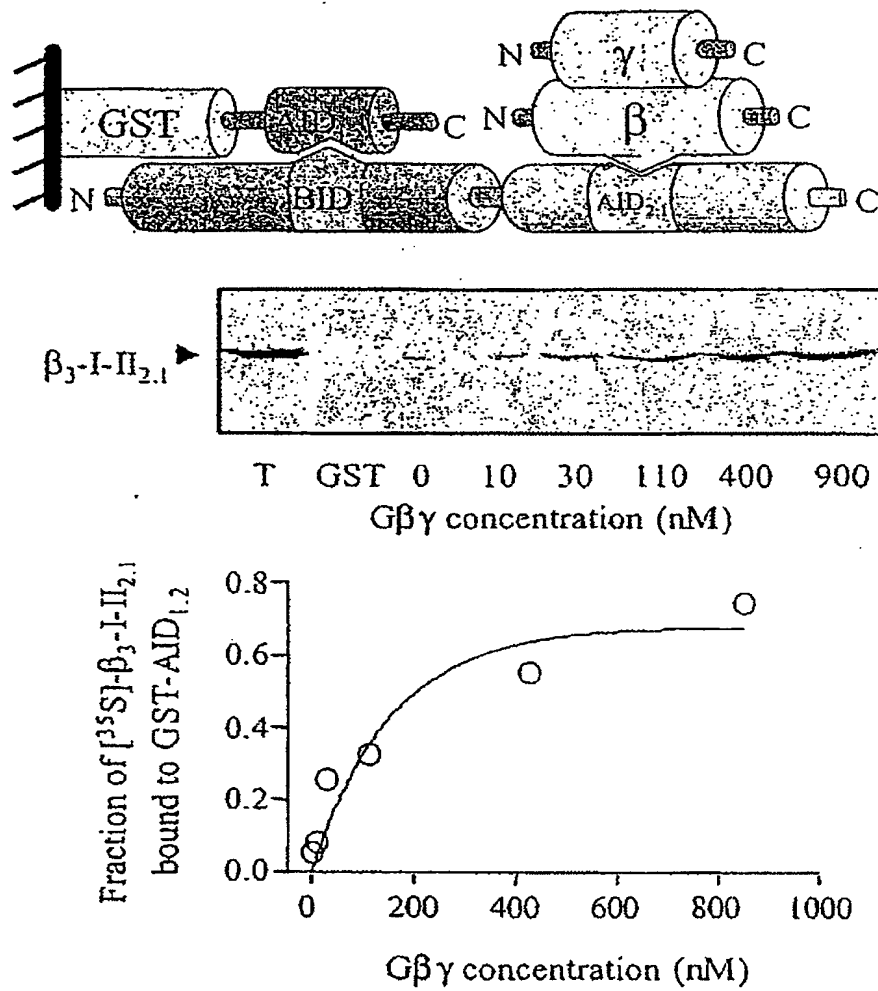 N γ C
GST AID C
N β C
N BID AID2.1 C
β3-I-II2.1
T GST 0 10 30 110 400 900
Gβγ concentration (nM)
Fraction of [35S]-β3-I-II2.1
bound to GST-AID1.2
0.8
0.6
0.4
0.2
0.0
0 200 400 600 800 1000
Gβγ concentration (nM)